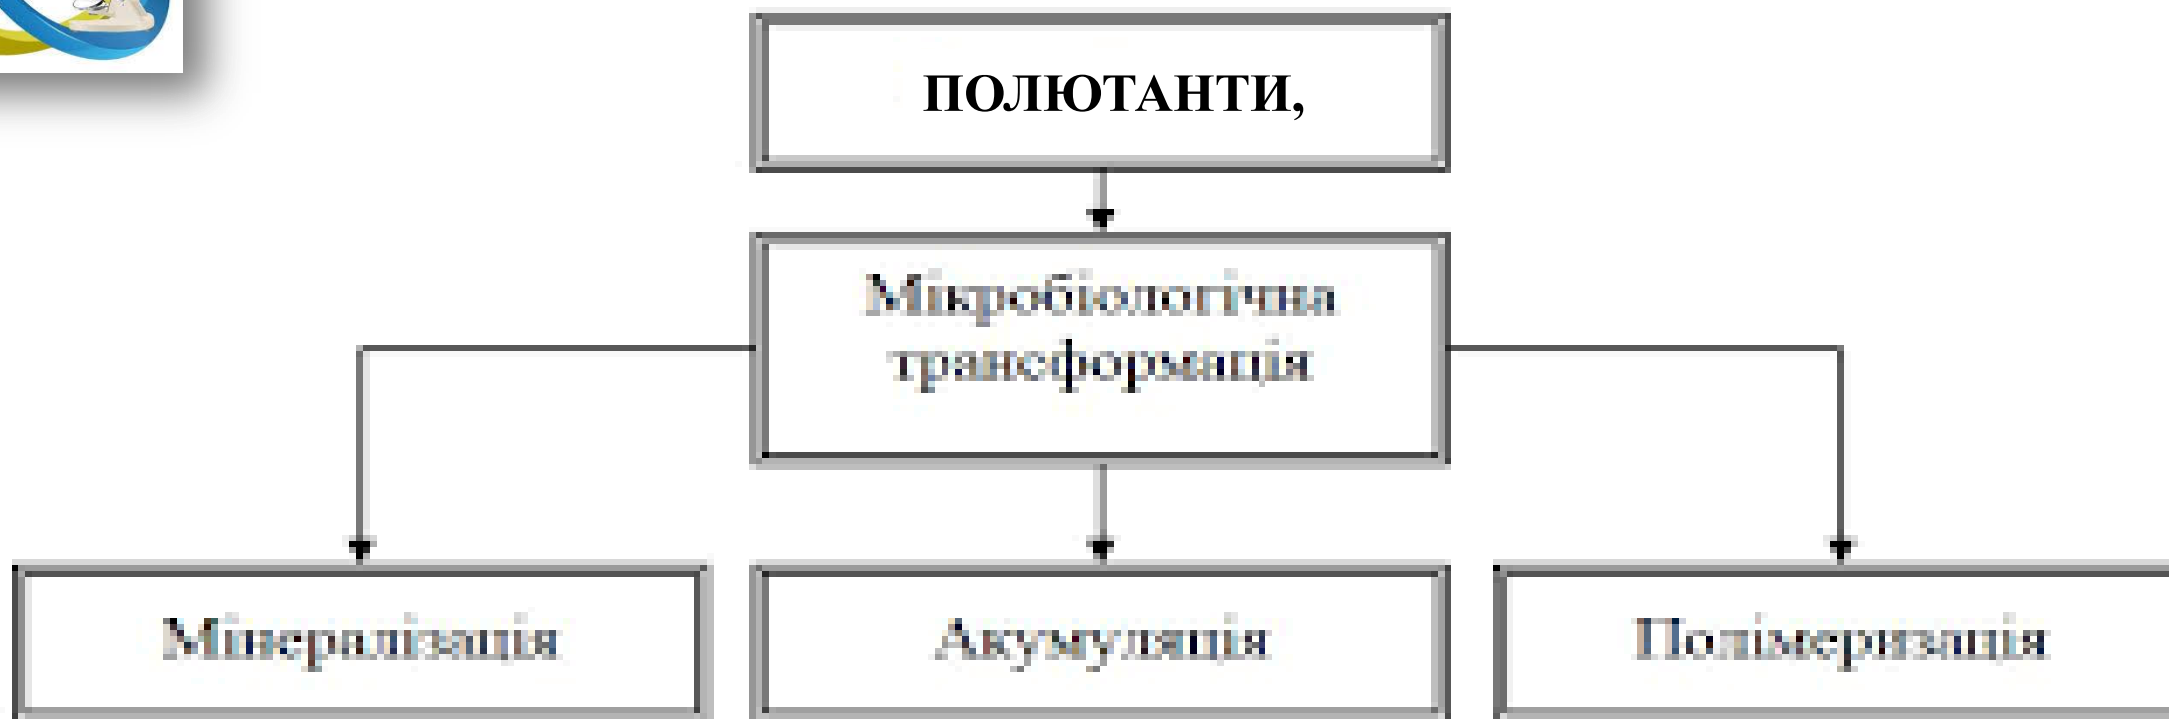 ПОЛЮТАНТИ,
Мікробіологічна
трансформація
Мінералізація
Акумуляція
Полімеризація